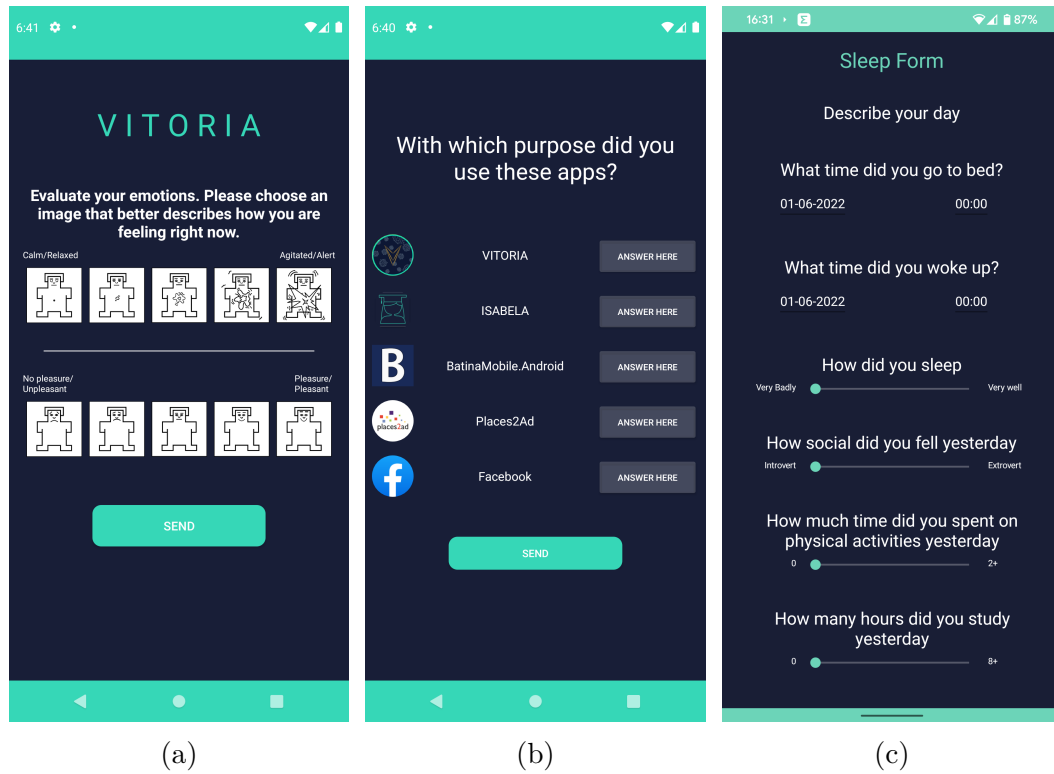 6:41
VITORIA
Evaluate your emotions. Please choose an
image that better describes how you are
feeling right now.
Calm/Relaxed Agitated/Alert
No pleasure/
Unpleasant
Pleasure/
Pleasant
SEND
(a)
6:40
With which purpose did you
use these apps?
VITORIA ANSWER HERE
ISABELA ANSWER HERE
B BatinaMobile.Android ANSWER HERE
places2ad Places2Ad ANSWER HERE
f Facebook ANSWER HERE
SEND
(b)
16:31 Σ 87%
Sleep Form
Describe your day
What time did you go to bed?
01-06-2022 00:00
What time did you woke up?
01-06-2022 00:00
How did you sleep
Very Badly Very well
How social did you fell yesterday
Introvert Extrovert
How much time did you spent on
physical activities yesterday
0 2+
How many hours did you study
yesterday
0 8+
(c)